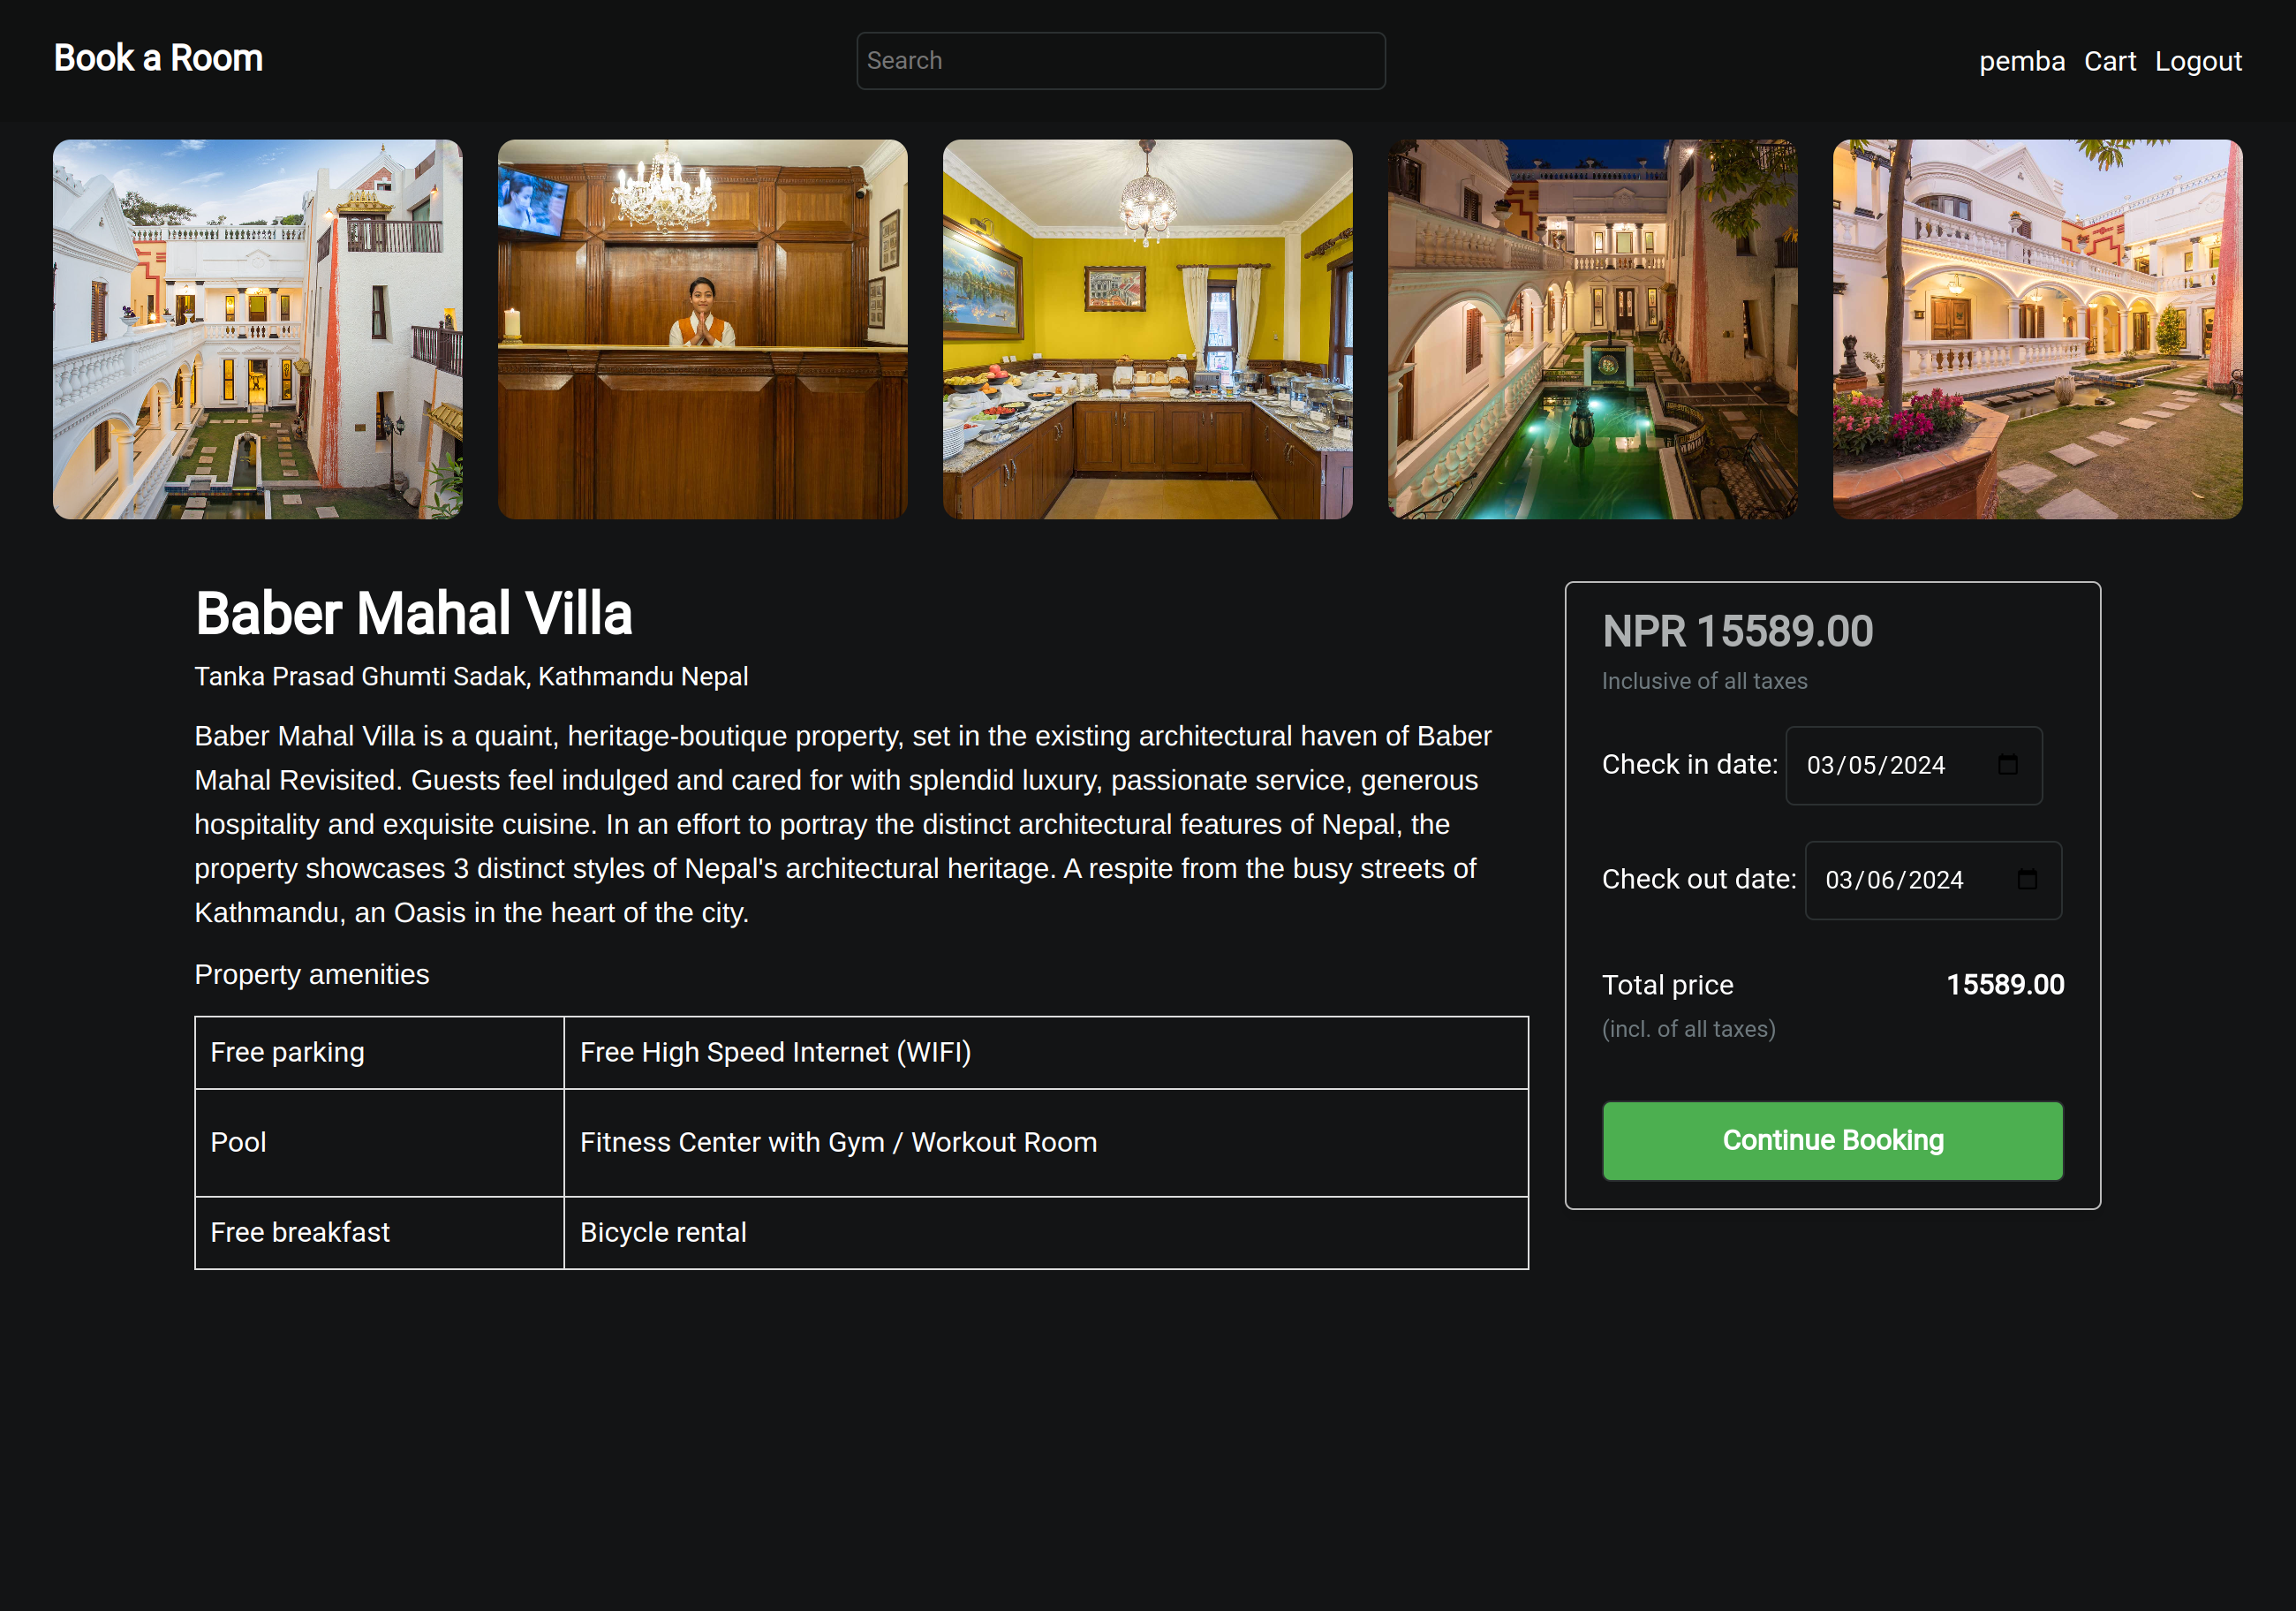 Book a Room
Search
pemba Cart Logout
Baber Mahal Villa
Tanka Prasad Ghumti Sadak, Kathmandu Nepal
Baber Mahal Villa is a quaint, heritage-boutique property, set in the existing architectural haven of Baber
Mahal Revisited. Guests feel indulged and cared for with splendid luxury, passionate service, generous
hospitality and exquisite cuisine. In an effort to portray the distinct architectural features of Nepal, the
property showcases 3 distinct styles of Nepal's architectural heritage. A respite from the busy streets of
Kathmandu, an Oasis in the heart of the city.
Property amenities
Free parking Free High Speed Internet (WIFI)
Pool Fitness Center with Gym / Workout Room
Free breakfast Bicycle rental
NPR 15589.00
Inclusive of all taxes
Check in date: 03/05/2024
Check out date: 03/06/2024
Total price 15589.00
(incl. of all taxes)
Continue Booking